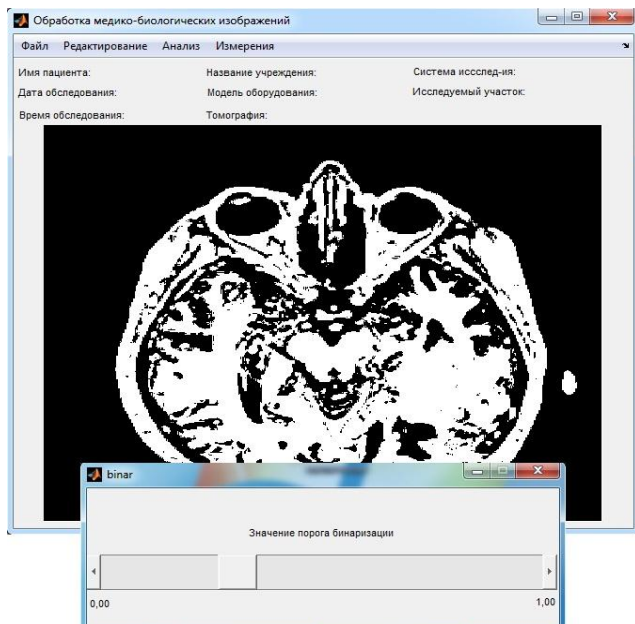 Обработка медико-биологических изображений
Файл Редактирование Анализ Измерения
Имя пациента: Название учреждения: Система иссслед-ия:
Дата обследования: Модель оборудования: Исследуемый участок:
Время обследования: Томография:
binar
Значение порога бинаризации
0,00 1,00